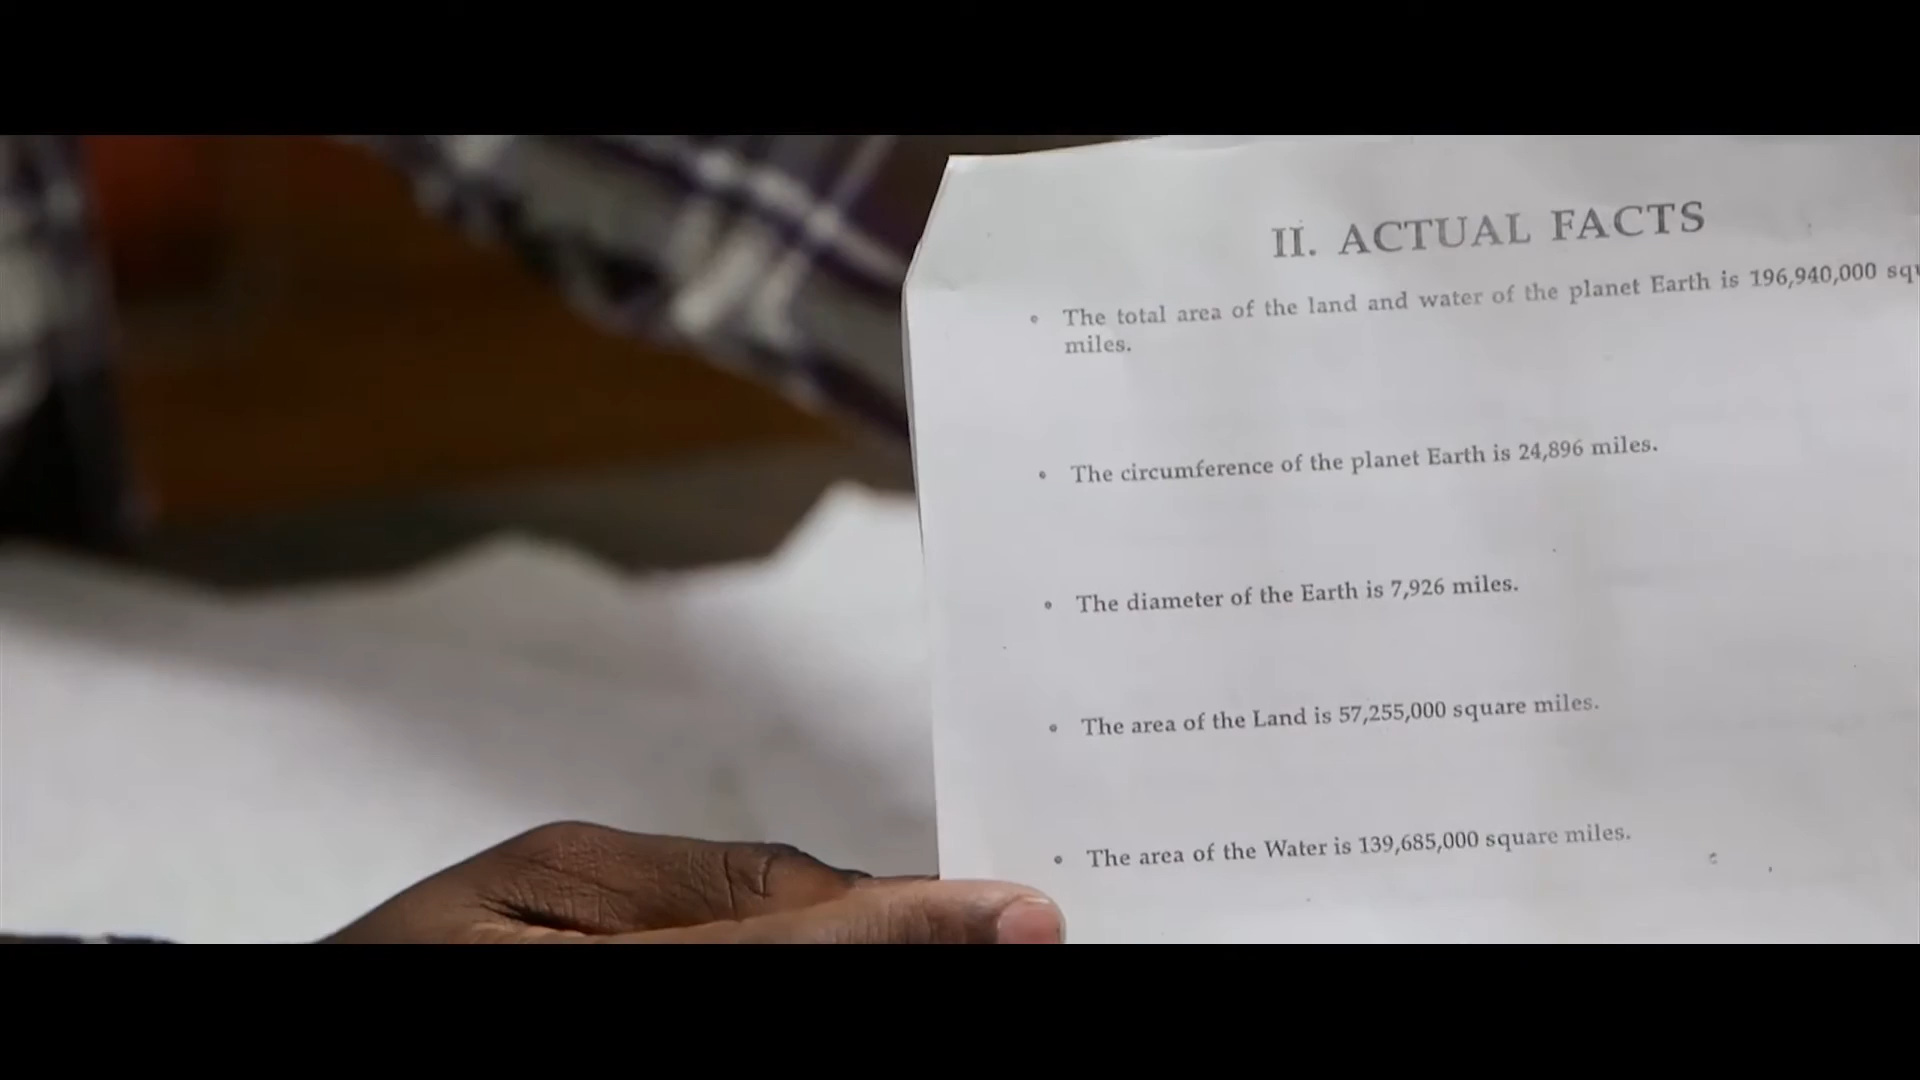 II. ACTUAL FACTS
• The total area of the land and water of the planet Earth is 196,940,000
miles.
• The circumference of the planet Earth is 24,896 miles.
• The diameter of the Earth is 7,926 miles.
• The area of the Land is 57,255,000 square miles.
• The area of the Water is 139,685,000 square miles.